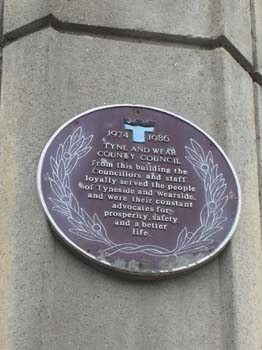 1974 1986
TYNE AND WEAR
COUNTY COUNCIL
From this building the
Councillors and staff
loyally served the people
of Tyneside and Wearside,
and were their constant
advocates for
prosperity, safety
and a better
life.